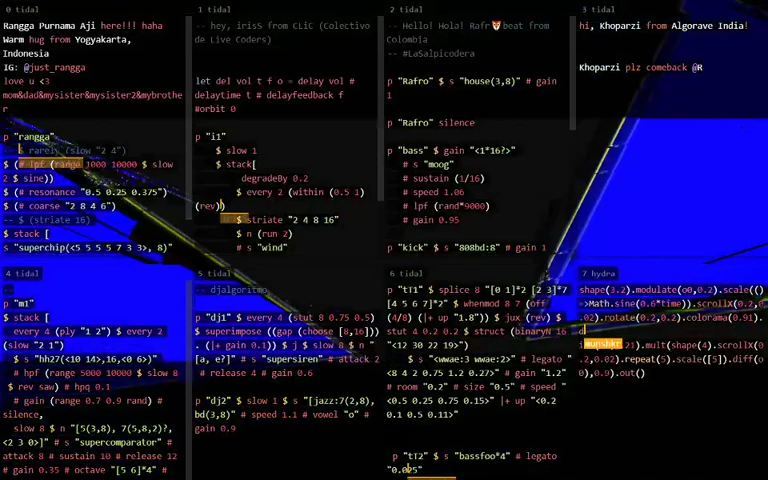 0 tidal
Rangga Purnama Aji here!!! haha
Warm hug from Yogyakarta,
Indonesia
IG: @just_rangga
love u <3
mom&dad&mysister&mysister2&mybrothe
r
p "rangga"
-- rarely (slow "2 4")
$ (# lpf (range 1000 10000 $ slow
2 $ sine))
$ (# resonance "0.5 0.25 0.375")
$ (# coarse "2 8 4 6")
-- $ (striate 16)
$ stack [
s "superchip(<5 5 5 5 7 3 3>, 8)"
1 tidal
-- hey, irisS from CLiC (Colectivo
de Live Coders)
let del vol t f o = delay vol #
delaytime t # delayfeedback f
#orbit 0
p "i1"
$ slow 1
$ stack[
degradeBy 0.2
$ every 2 (within (0.5 1)
(rev))
$ striate "2 4 8 16"
$ n (run 2)
# s "wind"
2 tidal
-- Hello! Hola! Rafr🦊beat from
Colombia
-- #LaSalpicodera
p "Rafro" $ s "house(3,8)" # gain
1
p "Rafro" silence
p "bass" $ gain "<1*16?>"
# s "moog"
# sustain (1/16)
# speed 1.06
# lpf (rand*9000)
# gain 0.95
p "kick" $ s "808bd:8" # gain 1
3 tidal
hi, Khoparzi from Algorave India!
Khoparzi plz comeback @R
4 tidal
--
p "m1"
$ stack [
every 4 (ply "1 2") $ every 2
(slow "2 1")
$ s "hh27(<10 14>,16,<0 6>)"
# hpf (range 5000 10000 $ slow 8
$ rev saw) # hpq 0.1
# gain (range 0.7 0.9 rand) #
silence,
slow 8 $ n "[5(3,8), 7(5,8,2)?,
<2 3 0>]" # s "supercomparator" #
attack 8 # sustain 10 # release 12
# gain 0.35 # octave "[5 6]*4" #
5 tidal
-- djalgoritmo
p "dj1" $ every 4 (stut 8 0.75 0.5)
$ superimpose ((gap (choose [8,16]))
. (|+ gain 0.1)) $ j $ slow 8 $ n "
[a, e?]" # s "supersiren" # attack 2
# release 4 # gain 0.6
p "dj2" $ slow 1 $ s "[jazz:7(2,8),
bd(3,8)" # speed 1.1 # vowel "o" #
gain 0.9
6 tidal
p "tT1" $ splice 8 "[0 1]*2 [2 3]*7
[4 5 6 7]*2" $ whenmod 8 7 (off
(4/8) (|+ up "1.8")) $ jux (rev) $
stut 4 0.2 0.2 $ struct (binaryN 16
"<12 30 22 19>")
$ s "<wwae:3 wwae:2>" # legato
"<8 4 2 0.75 1.2 0.27>" # gain "1.2"
# room "0.2" # size "0.5" # speed "
<0.5 0.25 0.75 0.15>" |+ up "<0.2
0.1 0.5 0.11>"
p "tT2" $ "bassfoo*4" # legato
"0.025"
7 hydra
shape(3.2).modulate(o0,0.2).scale(()
=>Math.sine(0.6*time)).scrollX(0.2,0
.02).rotate(0.2,0.2).colorama(0.91).
munshkr 21).mult(shape(4).scrollX(0
.2,0.02).repeat(5).scale([5]).diff(o
0),0.9).out()